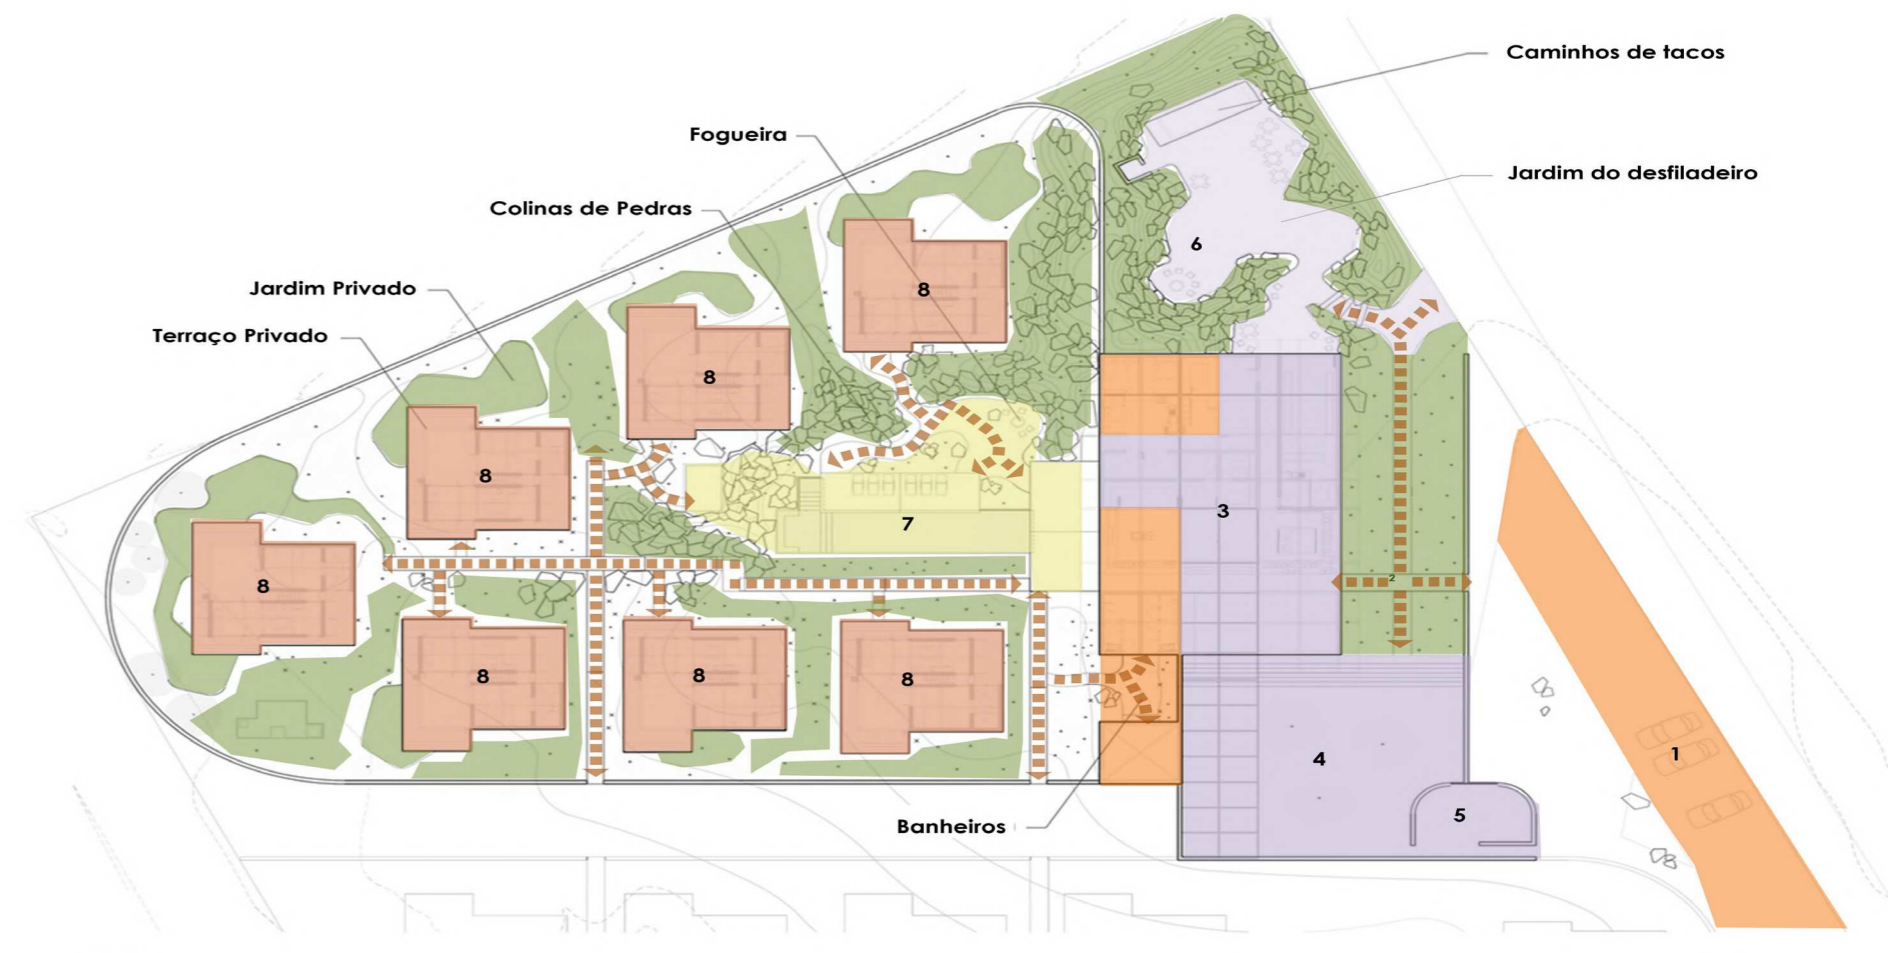 Caminhos de tacos
Fogueira
Jardim do desfiladeiro
Colinas de Pedras
6
Jardim Privado
8
Terraço Privado
8
8
3
7
8
2
8
8
8
1
4
5
Banheiros